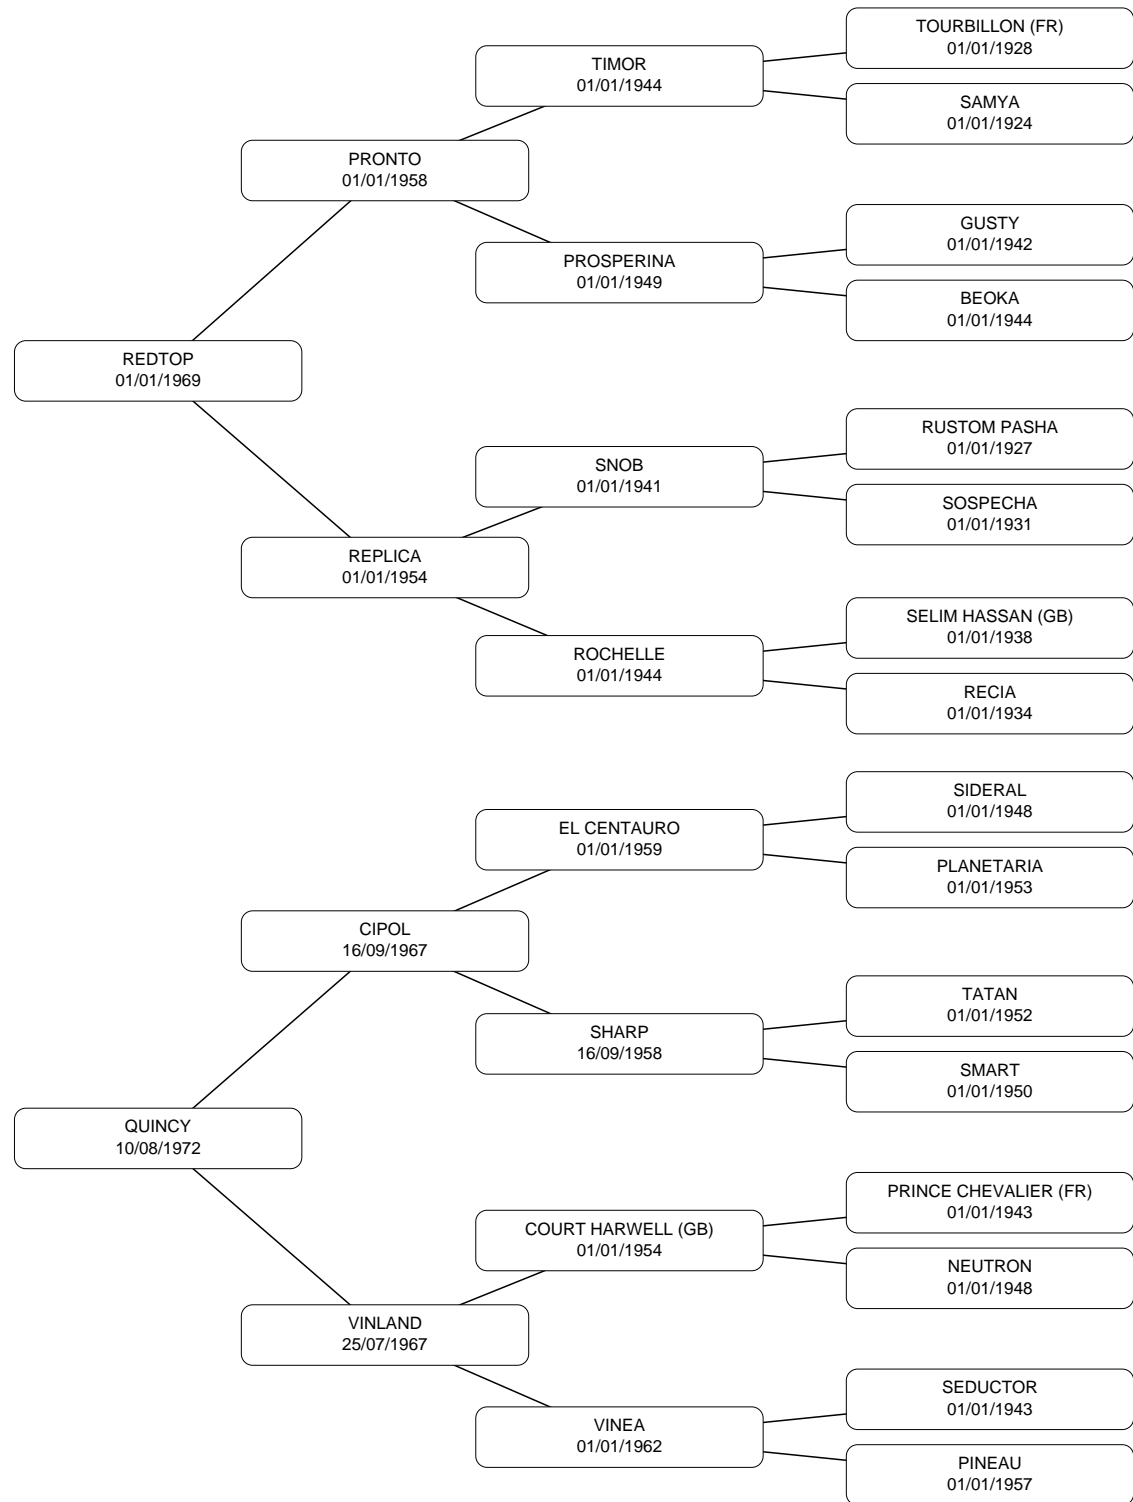 TOURBILLON (FR)
01/01/1928
TIMOR
01/01/1944
SAMYA
01/01/1924
PRONTO
01/01/1958
GUSTY
01/01/1942
PROSPERINA
01/01/1949
BEOKA
01/01/1944
REDTOP
01/01/1969
RUSTOM PASHA
01/01/1927
SNOB
01/01/1941
SOSPECHA
01/01/1931
REPLICA
01/01/1954
SELIM HASSAN (GB)
01/01/1938
ROCHELLE
01/01/1944
RECIA
01/01/1934
SIDERAL
01/01/1948
EL CENTAURO
01/01/1959
PLANETARIA
01/01/1953
CIPOL
16/09/1967
TATAN
01/01/1952
SHARP
16/09/1958
SMART
01/01/1950
QUINCY
10/08/1972
PRINCE CHEVALIER (FR)
01/01/1943
COURT HARWELL (GB)
01/01/1954
NEUTRON
01/01/1948
VINLAND
25/07/1967
SEDUCTOR
01/01/1943
VINEA
01/01/1962
PINEAU
01/01/1957